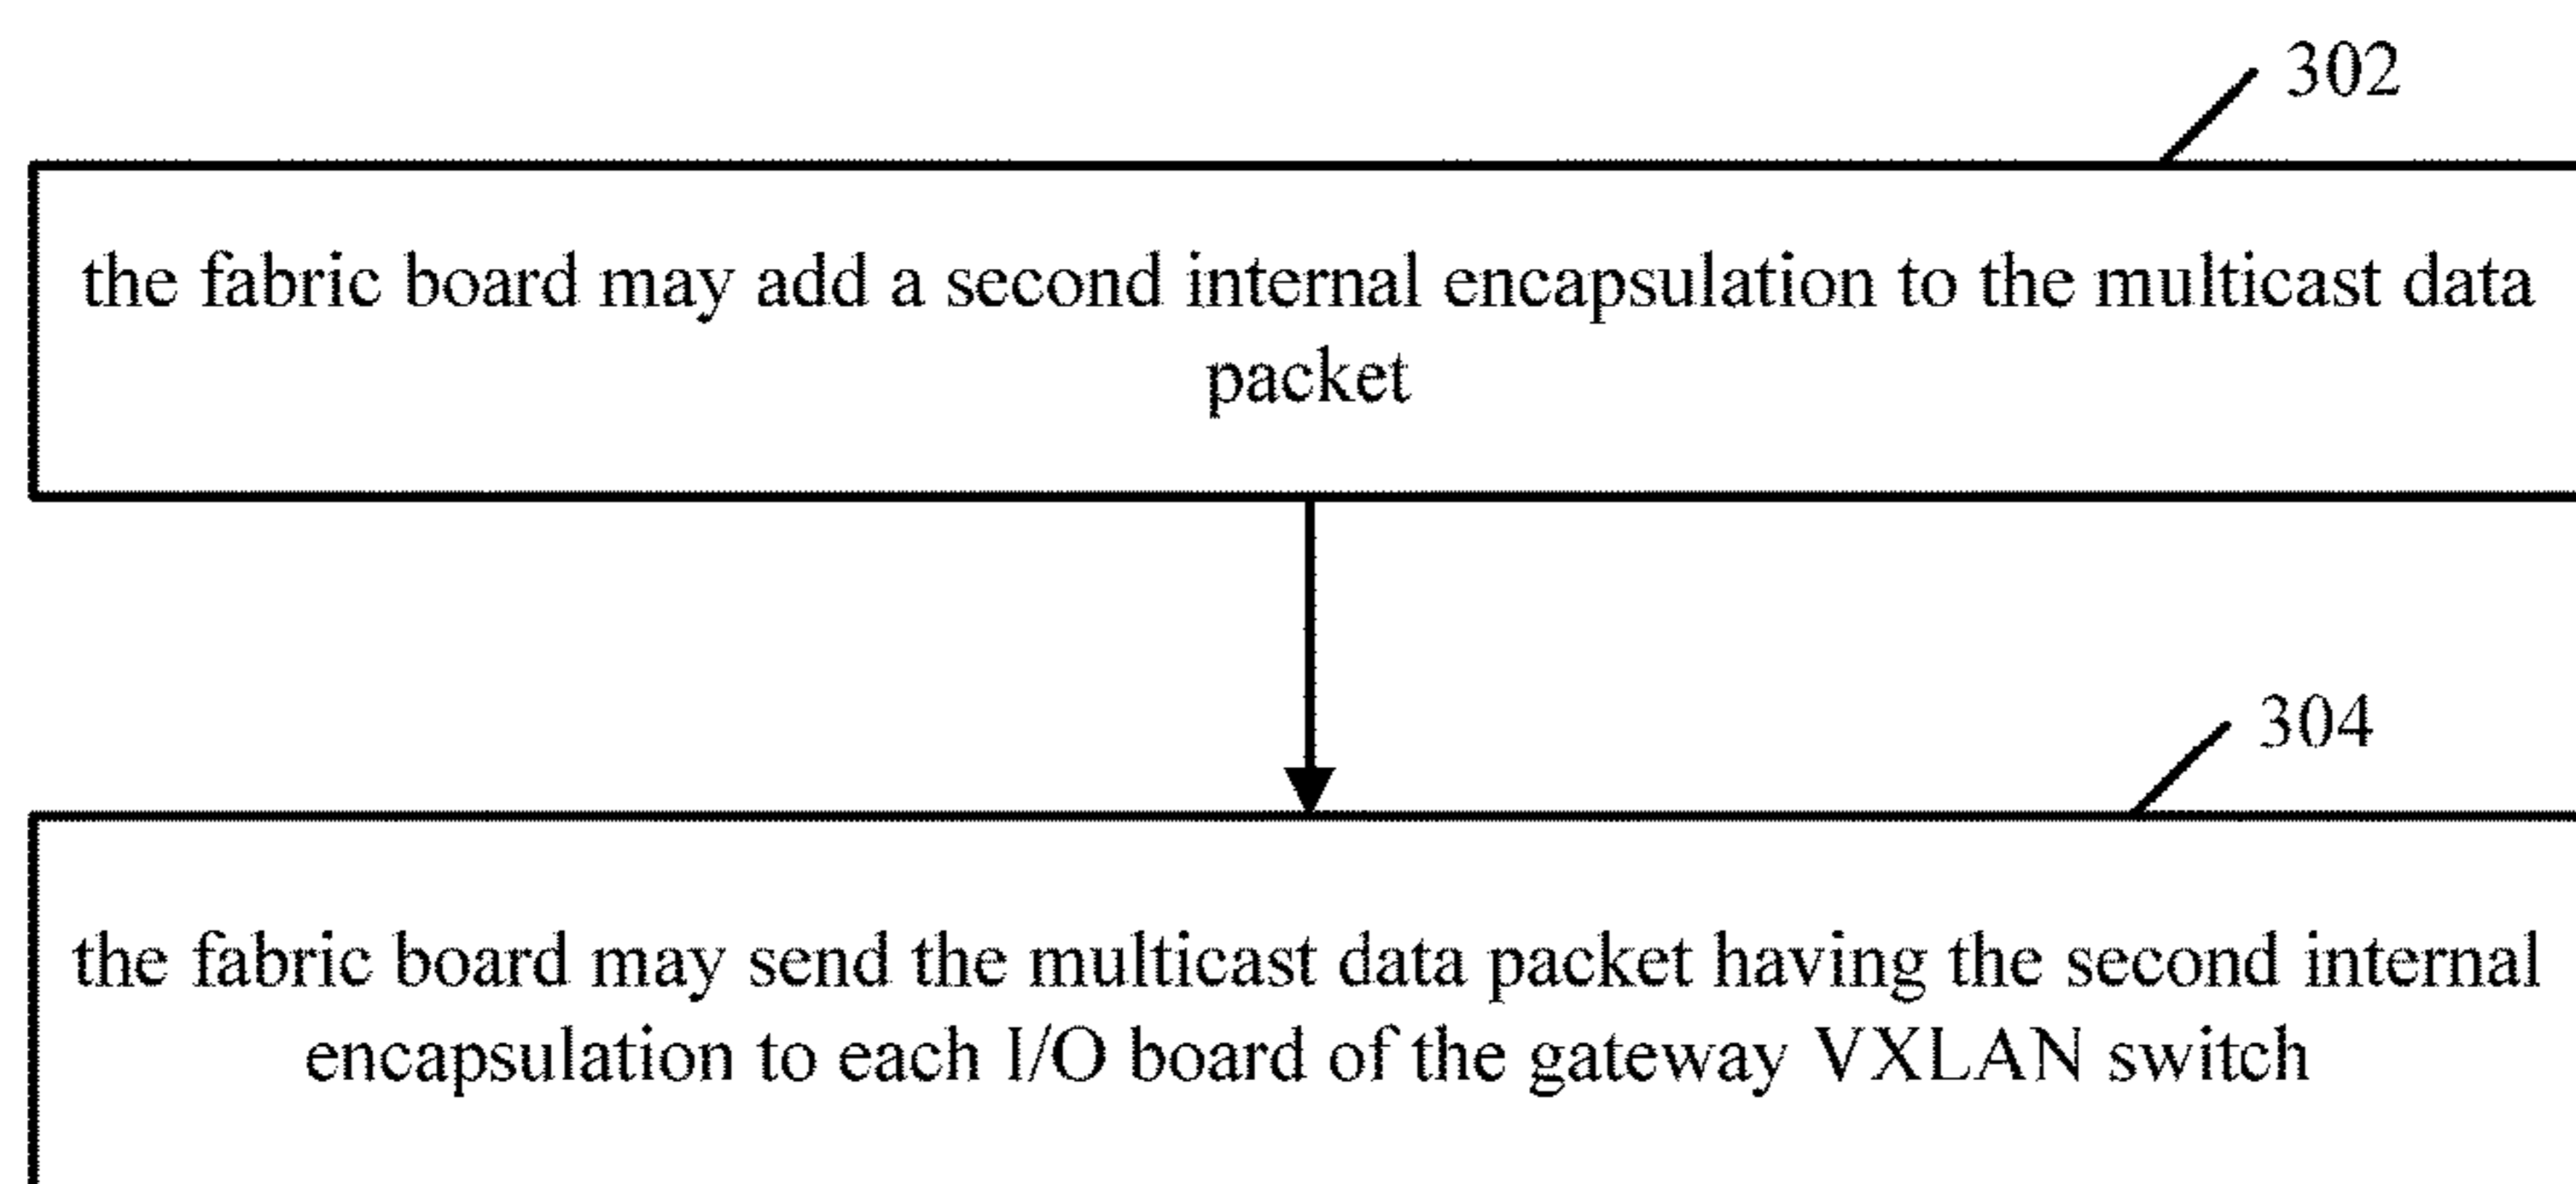 302
the fabric board may add a second internal encapsulation to the multicast data
packet
304
the fabric board may send the multicast data packet having the second internal
encapsulation to each I/O board of the gateway VXLAN switch